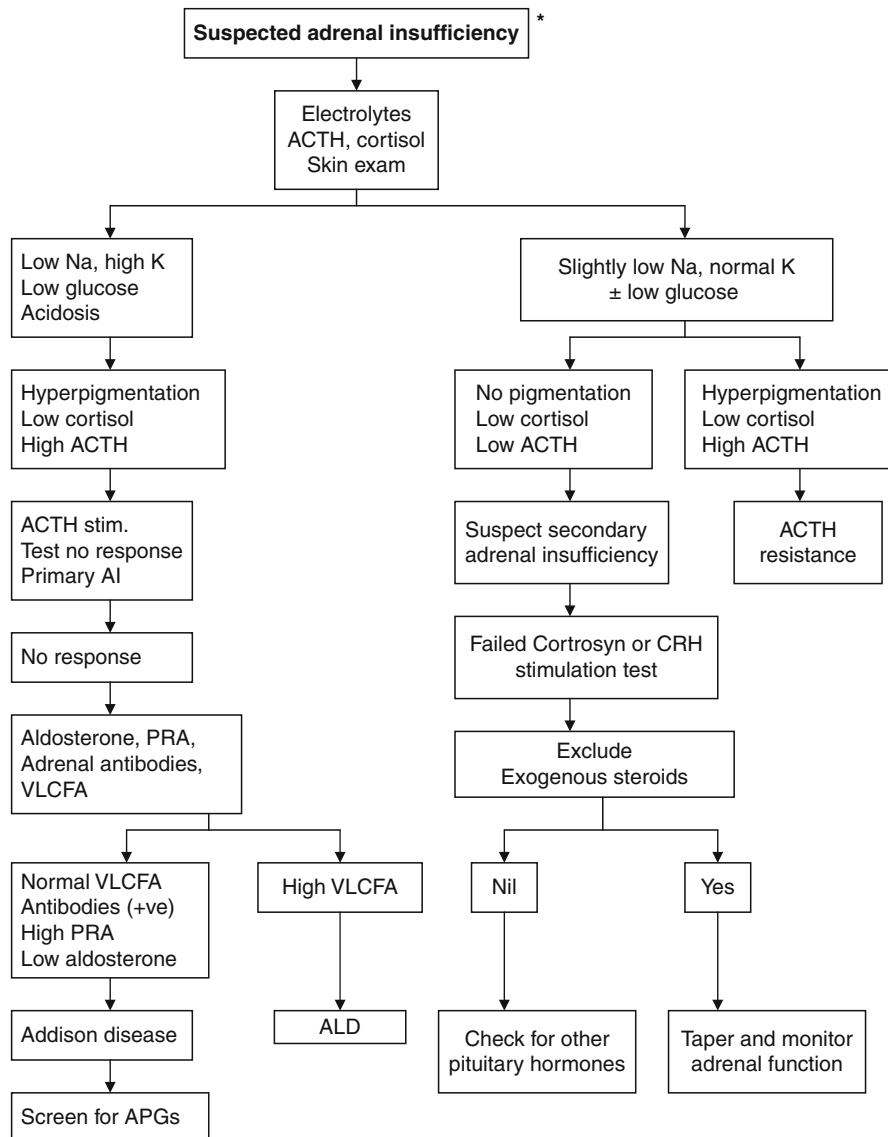 Suspected adrenal insufficiency *
Electrolytes
ACTH, cortisol
Skin exam
Low Na, high K
Low glucose
Acidosis
Slightly low Na, normal K
± low glucose
Hyperpigmentation
Low cortisol
High ACTH
No pigmentation
Low cortisol
Low ACTH
Hyperpigmentation
Low cortisol
High ACTH
ACTH stim.
Test no response
Primary AI
Suspect secondary
adrenal insufficiency
ACTH
resistance
No response
Failed Cortrosyn or CRH
stimulation test
Aldosterone, PRA,
Adrenal antibodies,
VLCFA
Exclude
Exogenous steroids
Normal VLCFA
Antibodies (+ve)
High PRA
Low aldosterone
High VLCFA
Nil
Yes
Addison disease
ALD
Check for other
pituitary hormones
Taper and monitor
adrenal function
Screen for APGs